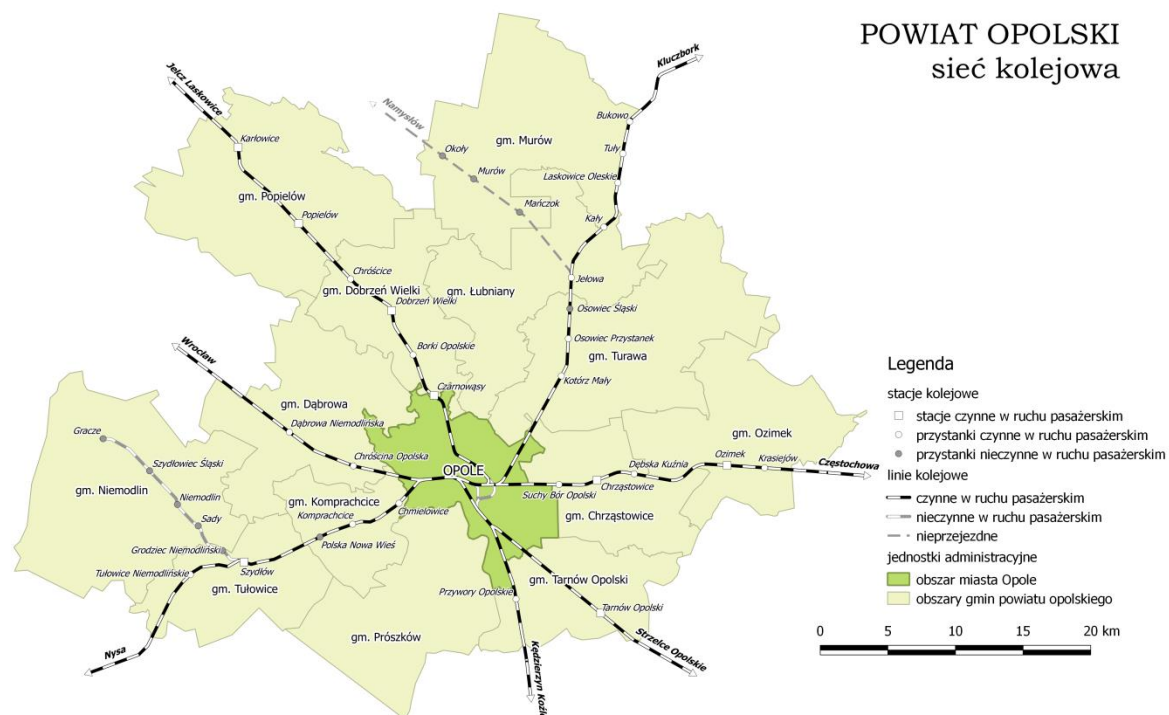 POWIAT OPOLSKI
sieć kolejowa
Kluczbork
Jelcz Laskowice
Namysłów
Bukowo
Karłowice
gm. Murów
Okoły
Tuły
Murów
Laskowice Oleskie
gm. Popielów
Mańczok
Popielów
Kały
Chróścice
Jełowa
gm. Dobrzeń Wielki
gm. Łubniany
Dobrzeń Wielki
Osowiec Śląski
Wrocław
Borki Opolskie
Osowiec Przystanek
gm. Turawa
Kotórz Mały
Czarnowąsy
gm. Dąbrowa
Dąbrowa Niemodlińska
Gracze
gm. Ozimek
Chróścina Opolska
Szydłowiec Śląski
OPOLE
Dębska Kuźnia
Ozimek
Krasiejów
Częstochowa
gm. Niemodlin
Niemodlin
Suchy Bór Opolski
Chrząstowice
gm. Komprachcice
Komprachcice
Chmielowice
gm. Chrząstowice
Sady
Grodziec Niemodliński
Polska Nowa Wieś
Tułowice Niemodlińskie
Szydłów
gm. Tułowice
gm. Tarnów Opolski
Przywory Opolskie
Tarnów Opolski
gm. Prószków
Strzelce Opolskie
Nysa
Kędzierzyn Koźl
Legenda
stacje kolejowe
stacje czynne w ruchu pasażerskim
przystanki czynne w ruchu pasażerskim
przystanki nieczynne w ruchu pasażerskim
linie kolejowe
czynne w ruchu pasażerskim
nieczynne w ruchu pasażerskim
nieprzejezdne
jednostki administracyjne
obszar miasta Opole
obszary gmin powiatu opolskiego
0 5 10 15 20 km